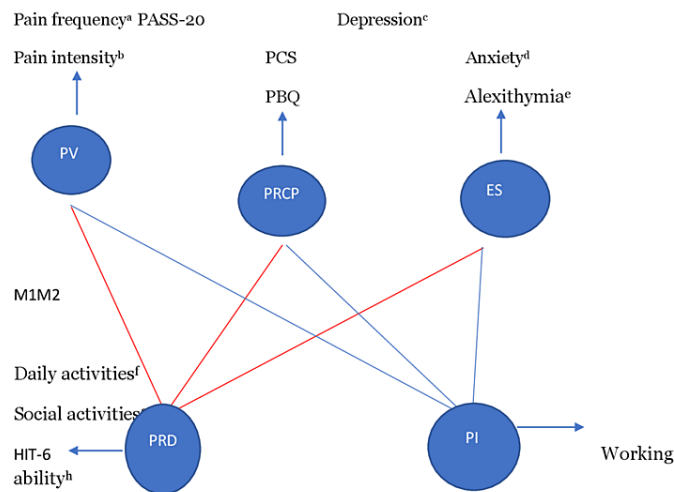 Pain frequencyᵃ PASS-20 Depressionᶜ
Pain intensityᵇ PCS Anxietyᵈ
PBQ Alexithymiaᵉ
PV
PRCP
ES
M1M2
Daily activitiesᶠ
Social activities
PRD
PI
HIT-6
Working
abilityʰ